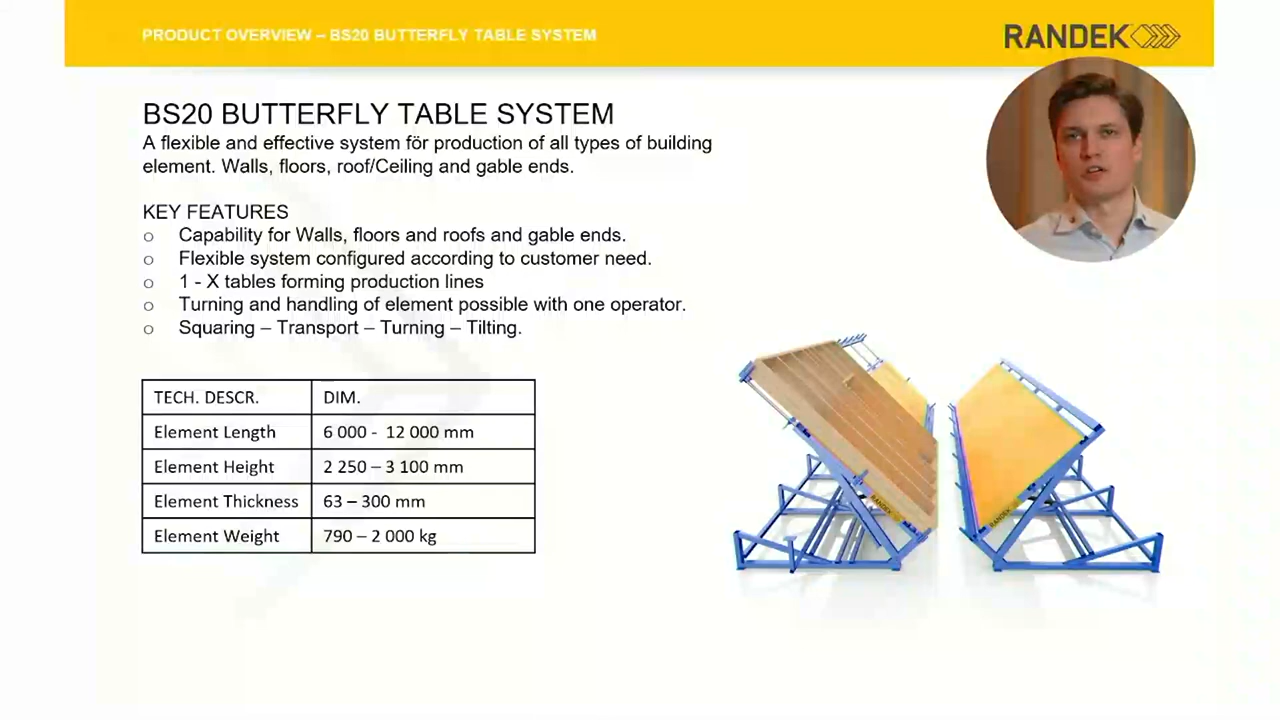 PRODUCT OVERVIEW – BS20 BUTTERFLY TABLE SYSTEM
RANDEK
BS20 BUTTERFLY TABLE SYSTEM
A flexible and effective system för production of all types of building
element. Walls, floors, roof/Ceiling and gable ends.
KEY FEATURES
o Capability for Walls, floors and roofs and gable ends.
o Flexible system configured according to customer need.
o 1 - X tables forming production lines
o Turning and handling of element possible with one operator.
o Squaring – Transport – Turning – Tilting.
TECH. DESCR. DIM.
Element Length 6 000 - 12 000 mm
Element Height 2 250 – 3 100 mm
Element Thickness 63 – 300 mm
Element Weight 790 – 2 000 kg
RANDEK
RANDEK